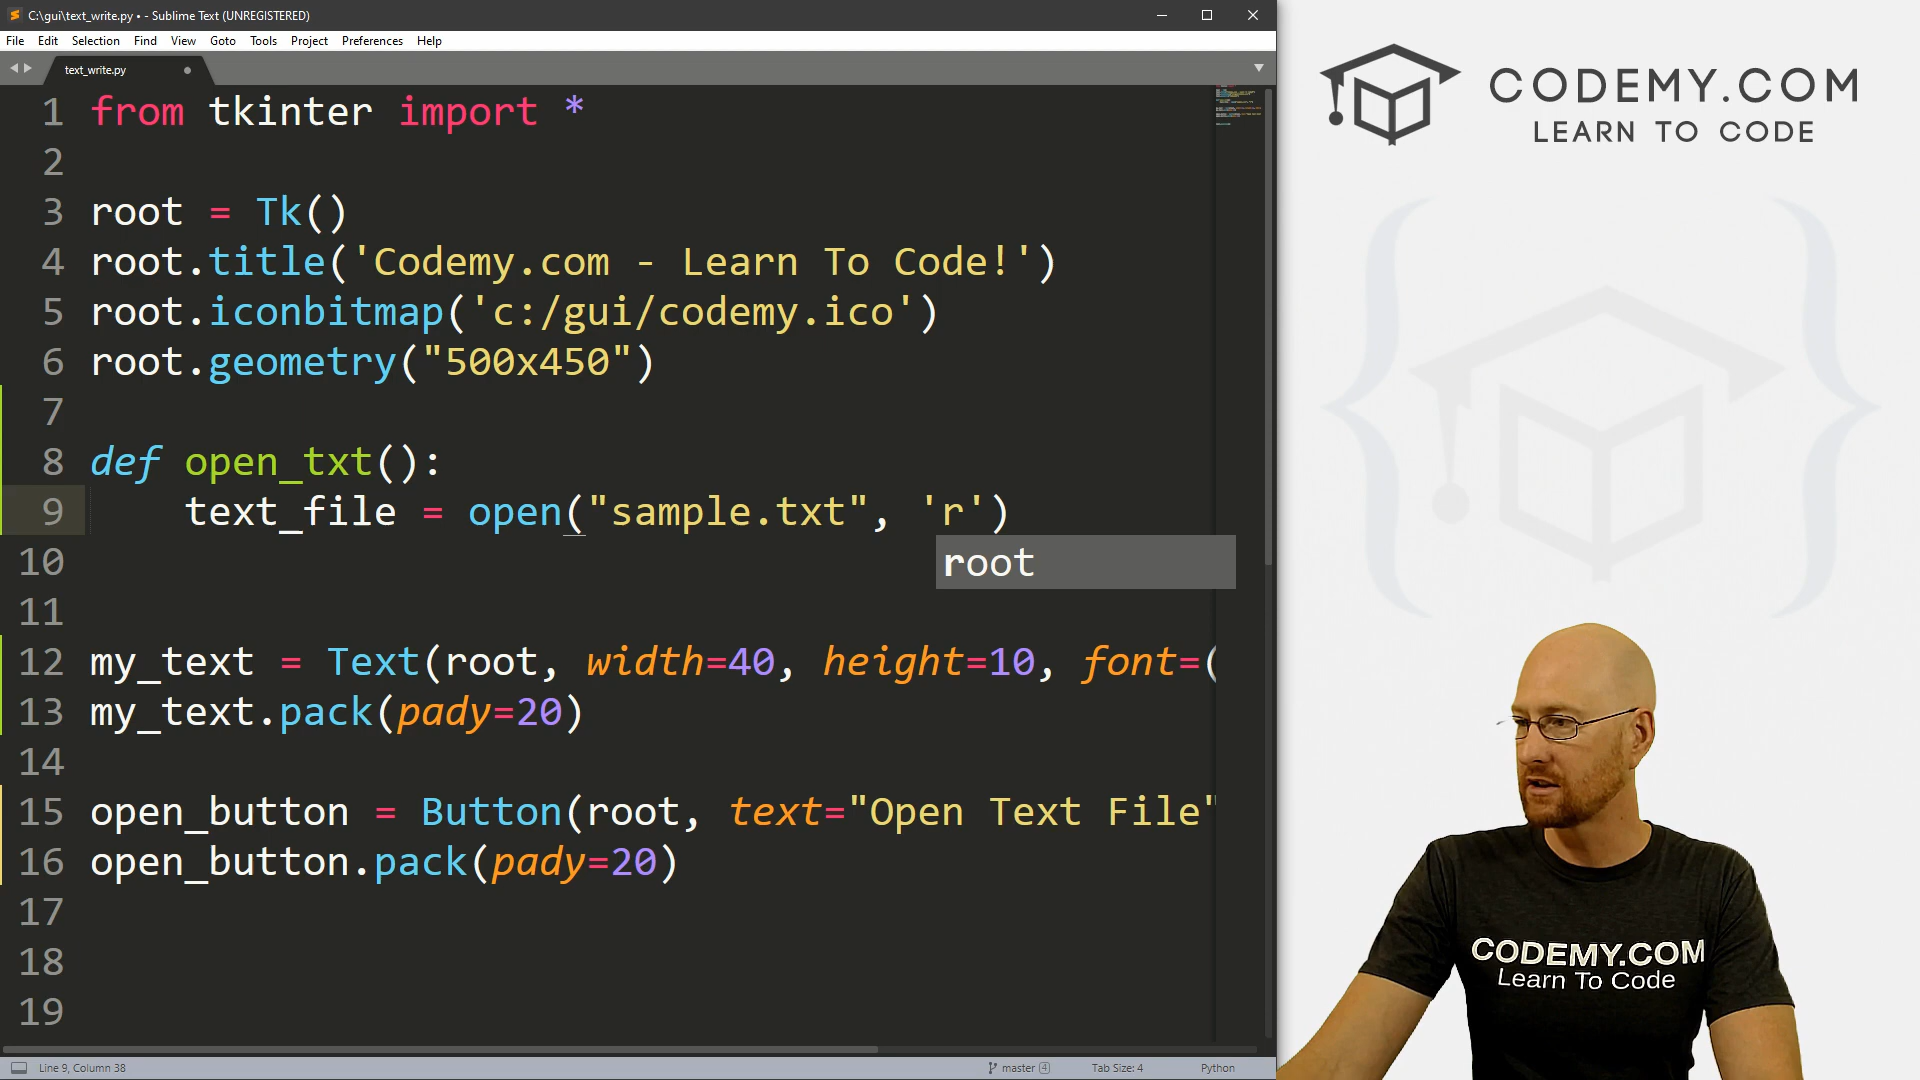 C:\gui\text_write.py • - Sublime Text (UNREGISTERED)
File Edit Selection Find View Goto Tools Project Preferences Help
text_write.py
1 from tkinter import *
2
3 root = Tk()
4 root.title('Codemy.com - Learn To Code!')
5 root.iconbitmap('c:/gui/codemy.ico')
6 root.geometry("500x450")
7
8 def open_txt():
9 text_file = open("sample.txt", 'r')
root
10
11
12 my_text = Text(root, width=40, height=10, font=(
13 my_text.pack(pady=20)
14
15 open_button = Button(root, text="Open Text File"
16 open_button.pack(pady=20)
17
18
19
Line 9, Column 38
master 4
Tab Size: 4
Python
CODEMY.COM
LEARN TO CODE
CODEMY.COM
Learn To Code